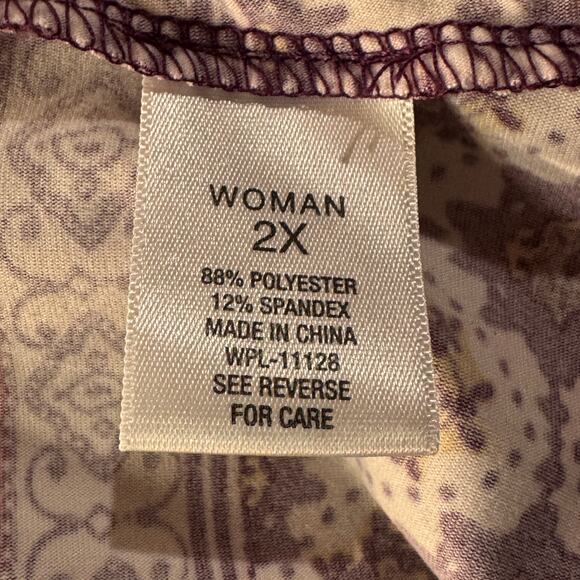 WOMAN
2X
88% POLYESTER
12% SPANDEX
MADE IN CHINA
WPL-11128
SEE REVERSE
FOR CARE